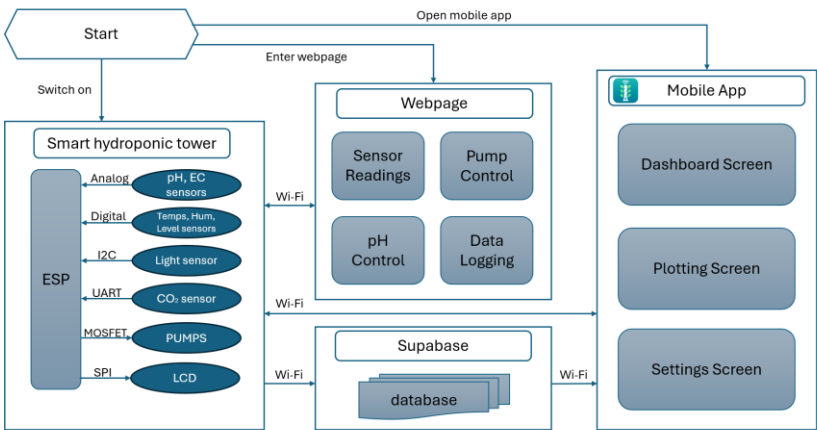 Start
Open mobile app
Enter webpage
Switch on
Smart hydroponic tower
ESP
Analog
pH, EC
sensors
Digital
Temps, Hum,
Level sensors
I2C
Light sensor
UART
CO₂ sensor
MOSFET
PUMPS
SPI
LCD
Wi-Fi
Wi-Fi
Wi-Fi
Webpage
Sensor
Readings
Pump
Control
pH
Control
Data
Logging
Supabase
database
Wi-Fi
Mobile App
Dashboard Screen
Plotting Screen
Settings Screen